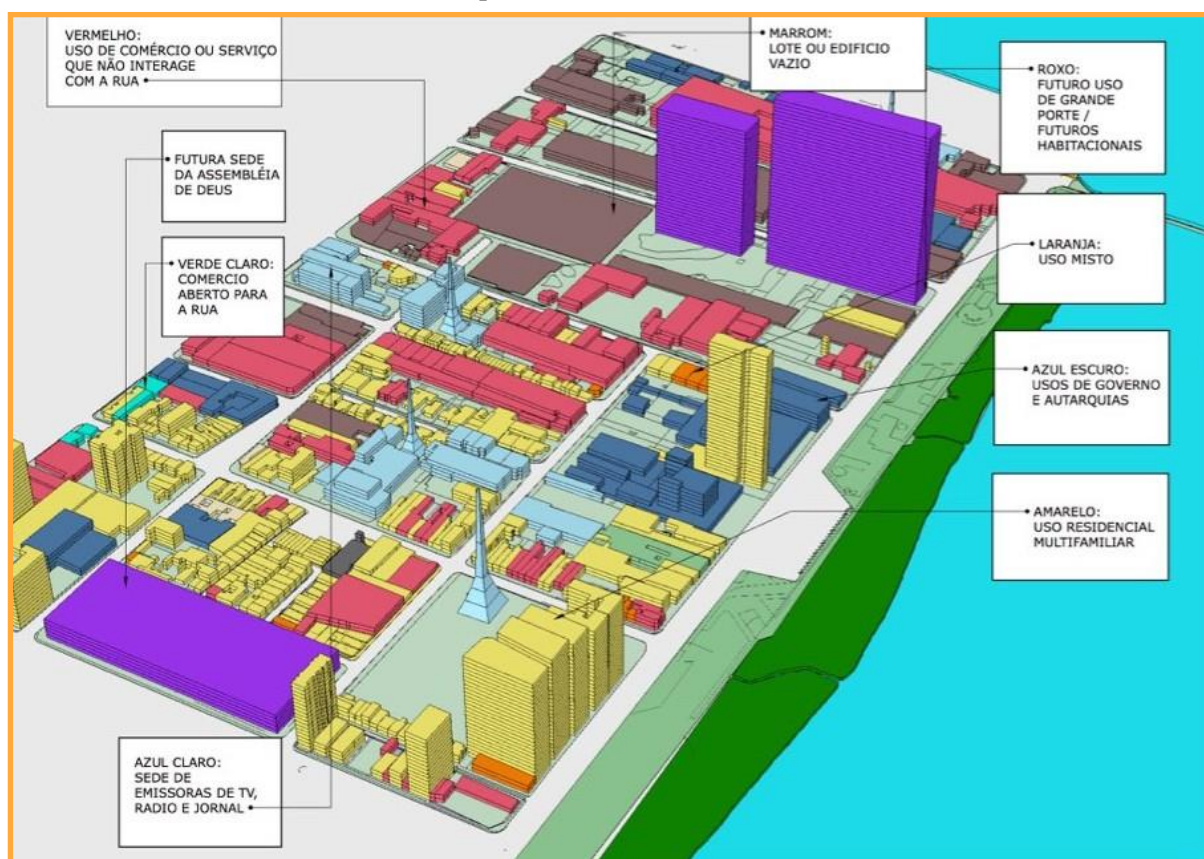 VERMELHO:
USO DE COMÉRCIO OU SERVIÇO
QUE NÃO INTERAGE
COM A RUA
MARROM:
LOTE OU EDIFICIO
VAZIO
ROXO:
FUTURO USO
DE GRANDE
PORTE /
FUTUROS
HABITACIONAIS
FUTURA SEDE
DA ASSEMBLÉIA
DE DEUS
LARANJA:
USO MISTO
VERDE CLARO:
COMERCIO
ABERTO PARA
A RUA
AZUL ESCURO:
USOS DE GOVERNO
E AUTARQUIAS
AMARELO:
USO RESIDENCIAL
MULTIFAMILIAR
AZUL CLARO:
SEDE DE
EMISSORAS DE TV,
RADIO E JORNAL